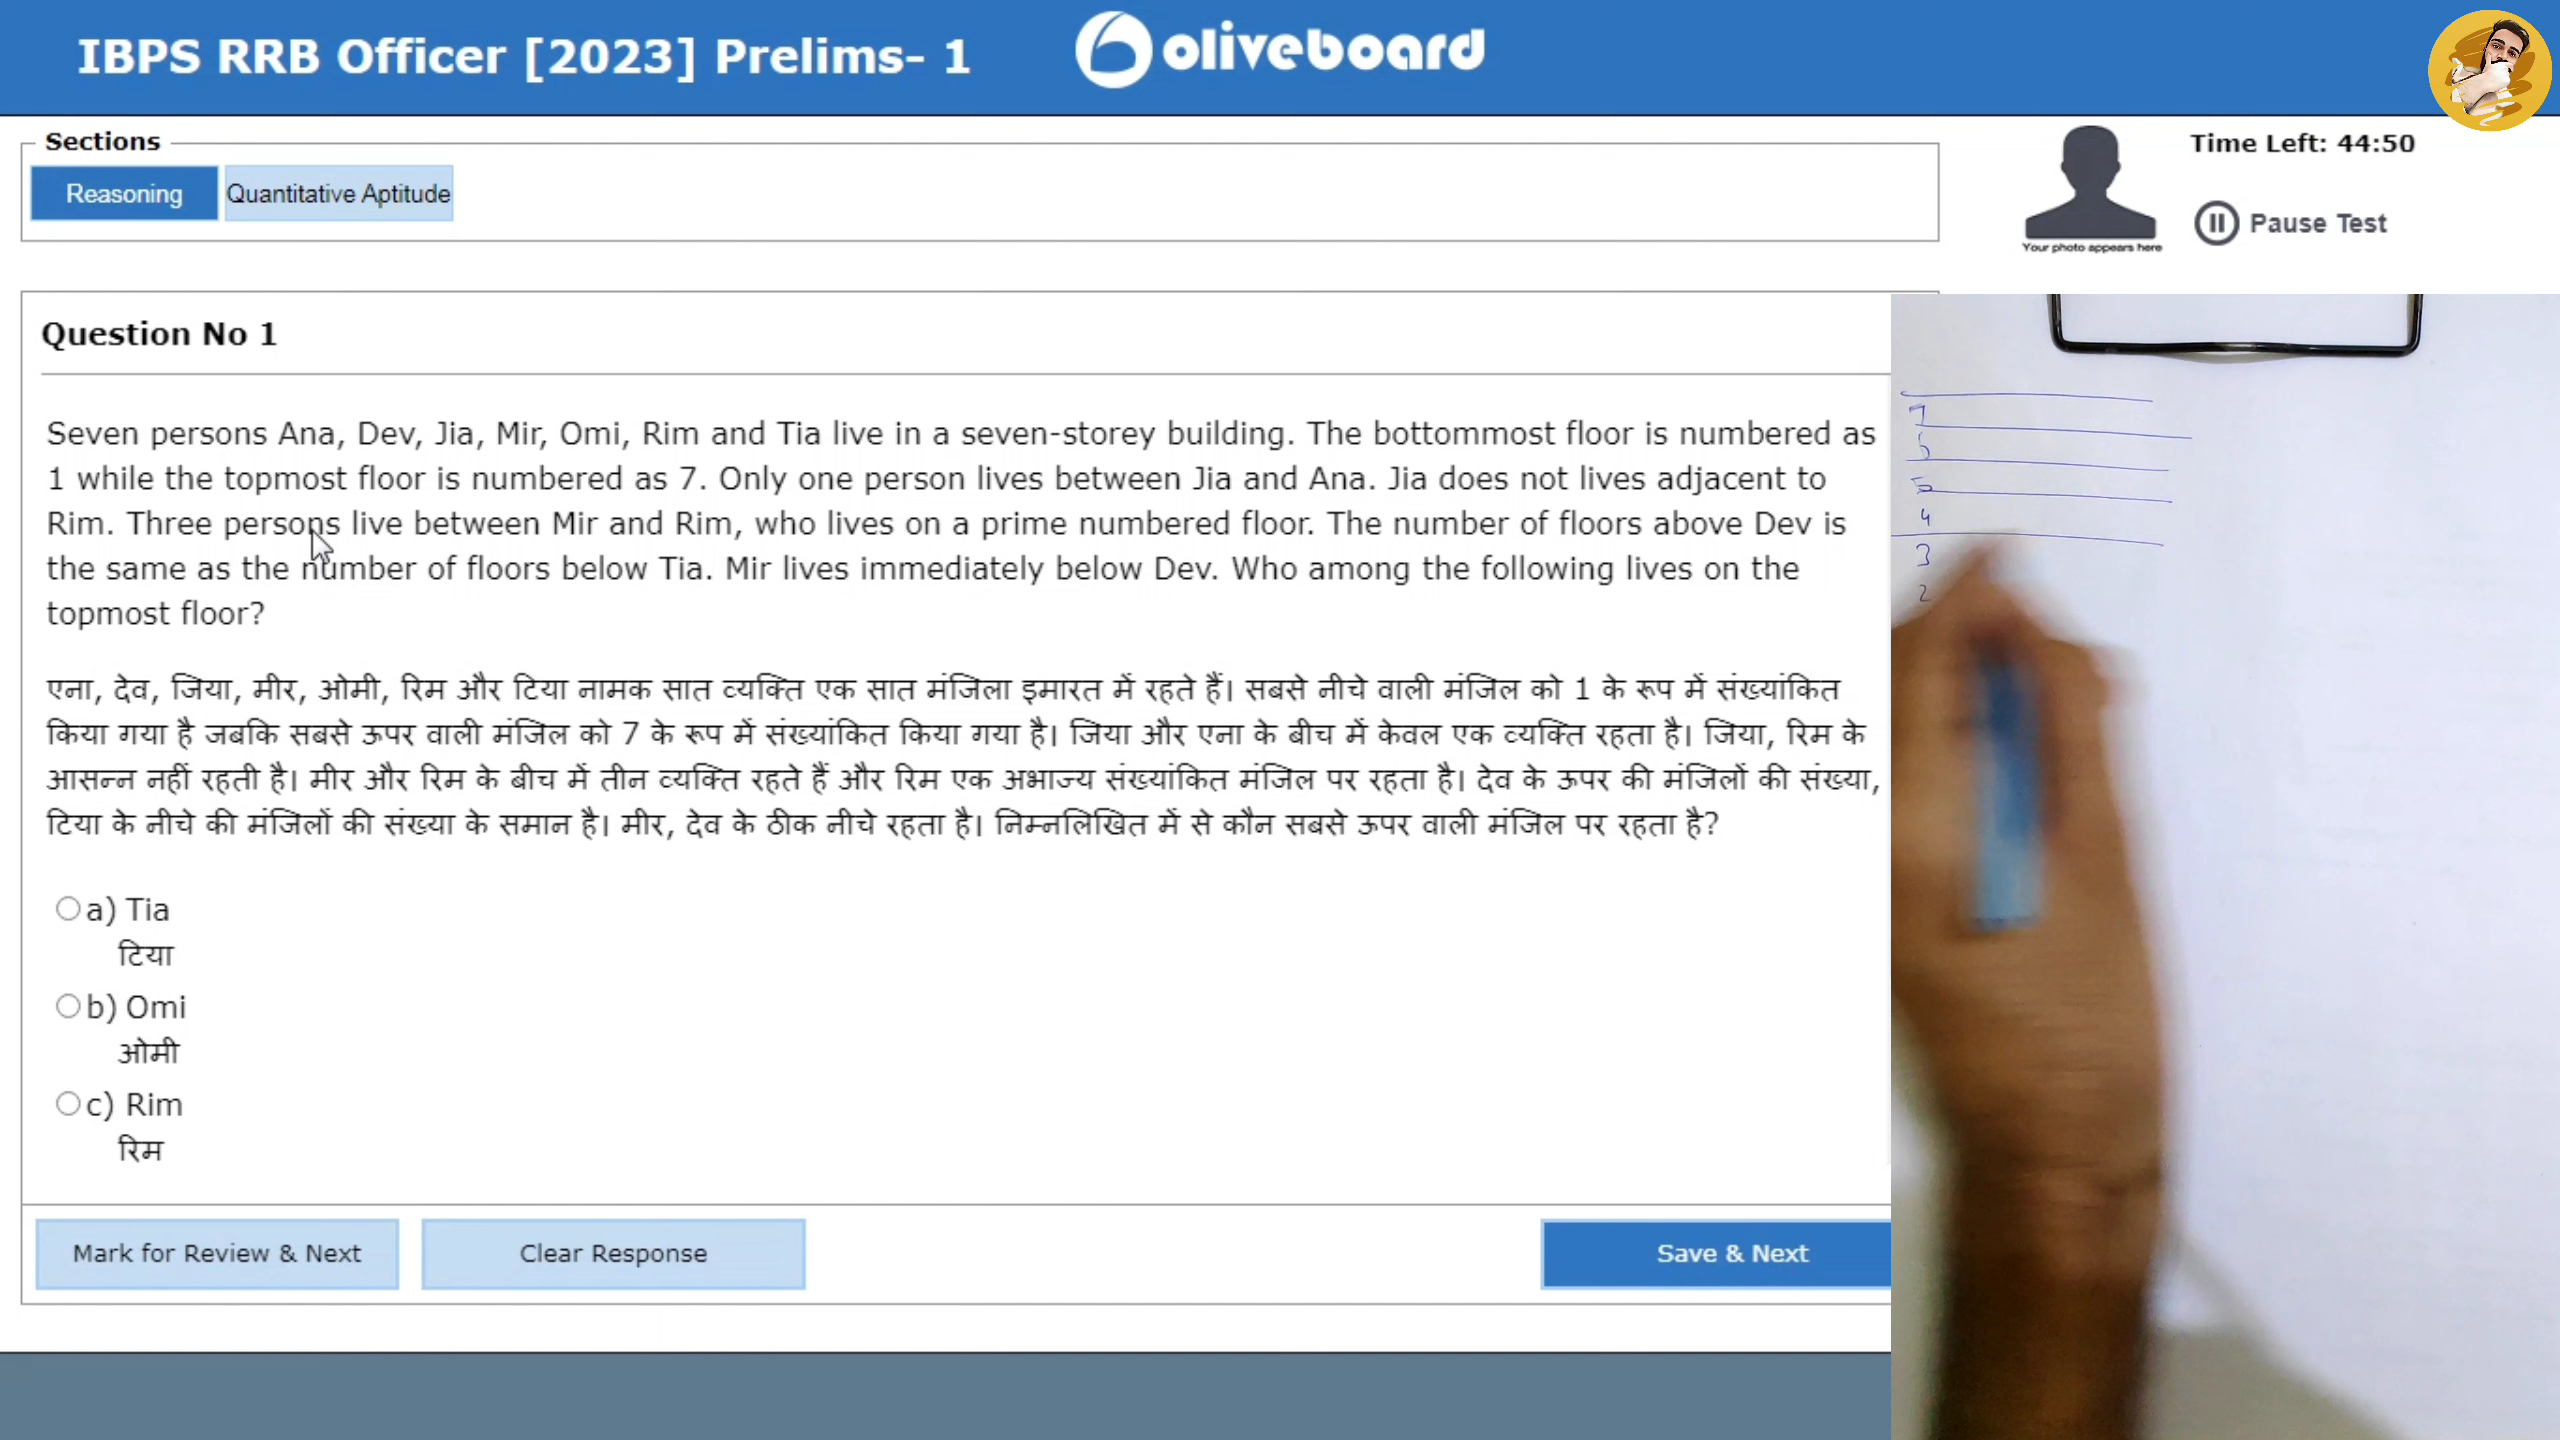 IBPS RRB Officer [2023] Prelims- 1
oliveboard
Sections
Reasoning
Quantitative Aptitude
Your photo appears here
Time Left: 44:50
Pause Test
Question No 1
Seven persons Ana, Dev, Jia, Mir, Omi, Rim and Tia live in a seven-storey building. The bottommost floor is numbered as
1 while the topmost floor is numbered as 7. Only one person lives between Jia and Ana. Jia does not lives adjacent to
Rim. Three persons live between Mir and Rim, who lives on a prime numbered floor. The number of floors above Dev is
the same as the number of floors below Tia. Mir lives immediately below Dev. Who among the following lives on the
topmost floor?
एना, देव, जिया, मीर, ओमी, रिम और टिया नामक सात व्यक्ति एक सात मंजिला इमारत में रहते हैं। सबसे नीचे वाली मंजिल को 1 के रूप में संख्यांकित
किया गया है जबकि सबसे ऊपर वाली मंजिल को 7 के रूप में संख्यांकित किया गया है। जिया और एना के बीच में केवल एक व्यक्ति रहता है। जिया, रिम के
आसन्न नहीं रहती है। मीर और रिम के बीच में तीन व्यक्ति रहते हैं और रिम एक अभाज्य संख्यांकित मंजिल पर रहता है। देव के ऊपर की मंजिलों की संख्या,
टिया के नीचे की मंजिलों की संख्या के समान है। मीर, देव के ठीक नीचे रहता है। निम्नलिखित में से कौन सबसे ऊपर वाली मंजिल पर रहता है?
a) Tia
टिया
b) Omi
ओमी
c) Rim
रिम
Mark for Review & Next
Clear Response
Save & Next
7
5
4
3
2